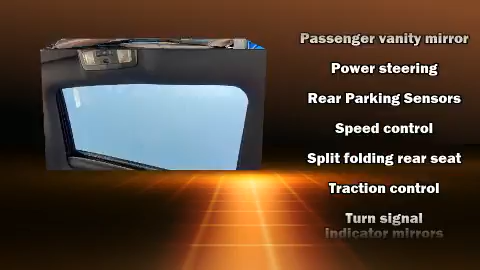 Passenger vanity mirror
Power steering
Rear Parking Sensors
Speed control
Split folding rear seat
Traction control
Turn signal
indicator mirrors